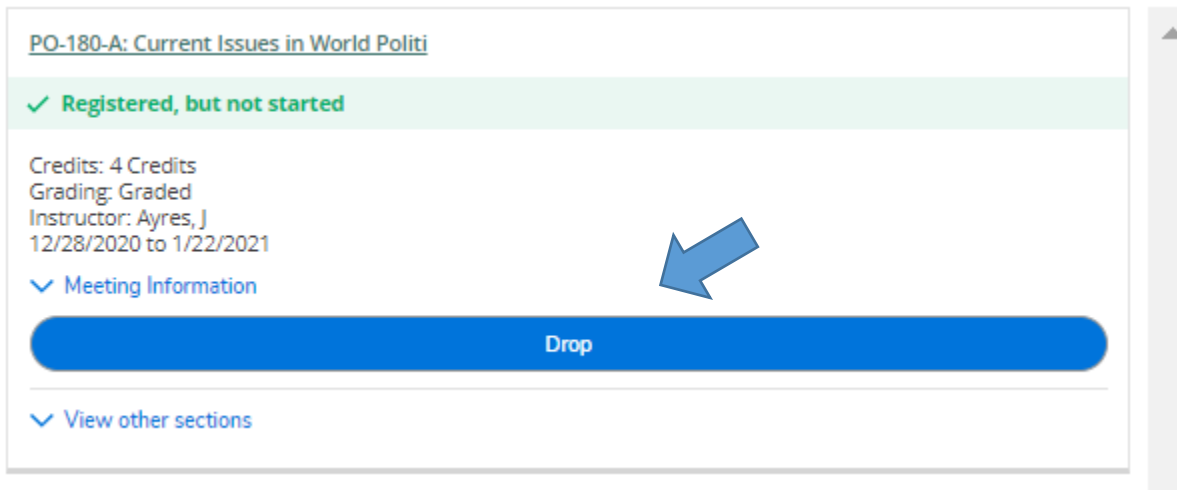 PO-180-A: Current Issues in World Politi
Registered, but not started
Credits: 4 Credits
Grading: Graded
Instructor: Ayres, J
12/28/2020 to 1/22/2021
Meeting Information
Drop
View other sections